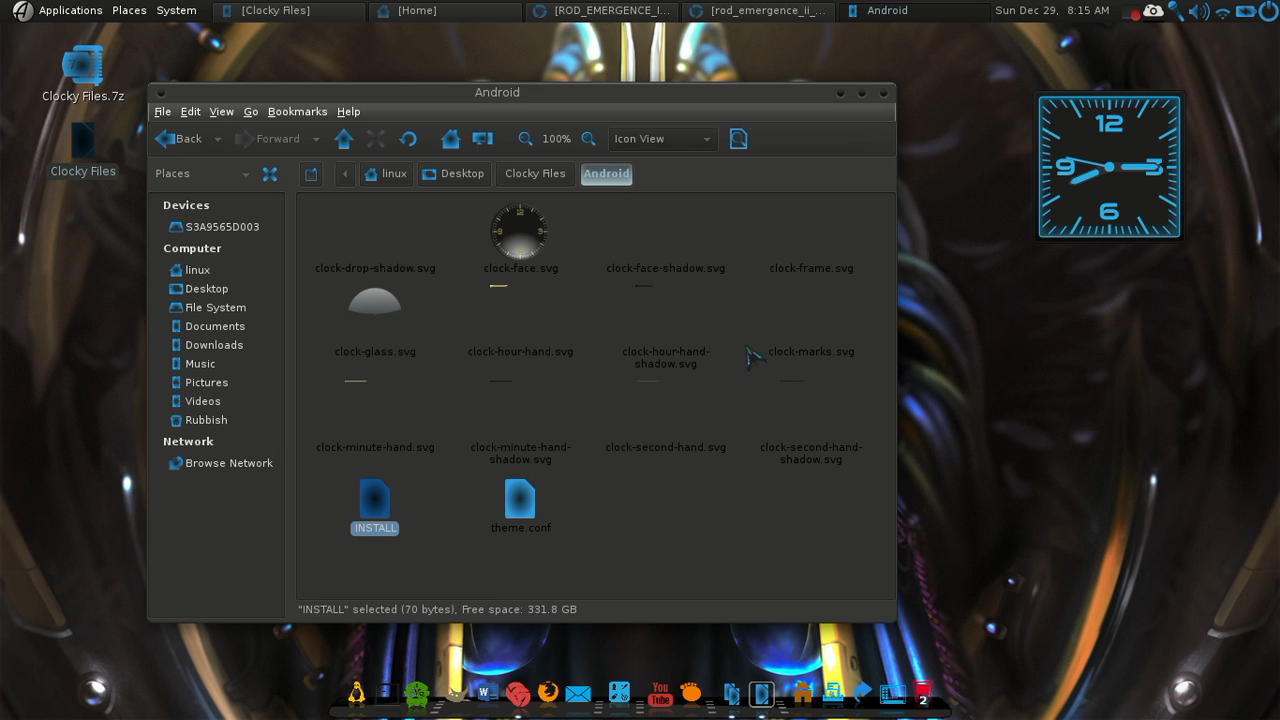 Applications Places System [Clocky Files] [Home] [ROD_EMERGENCE_I... [rod_emergence_ii_... Android Sun Dec 29, 8:15 AM
Clocky Files.7z
Clocky Files
Android
File Edit View Go Bookmarks Help
Back Forward 100% Icon View
Places linux Desktop Clocky Files Android
Devices
S3A9565D003
Computer
linux
Desktop
File System
Documents
Downloads
Music
Pictures
Videos
Rubbish
Network
Browse Network
clock-drop-shadow.svg clock-face.svg clock-face-shadow.svg clock-frame.svg
clock-glass.svg clock-hour-hand.svg clock-hour-hand-
shadow.svg clock-marks.svg
clock-minute-hand.svg clock-minute-hand-
shadow.svg clock-second-hand.svg clock-second-hand-
shadow.svg
INSTALL theme.conf
"INSTALL" selected (70 bytes), Free space: 331.8 GB
12
9 3
6
W
You
Tube
2